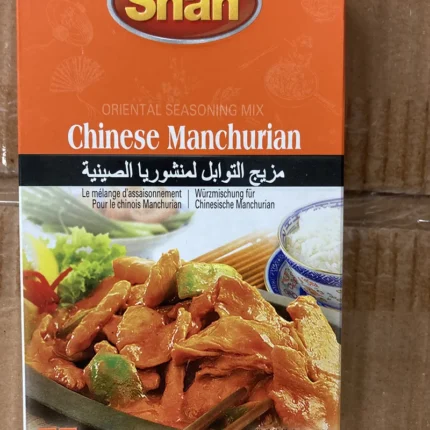 Shan
ORIENTAL SEASONING MIX
Chinese Manchurian
مزيج التوابل لمنشوريا الصينية
Le mélange d'assaisonnement
Pour le chinois Manchurian
Würzmischung für
Chinesische Manchurian